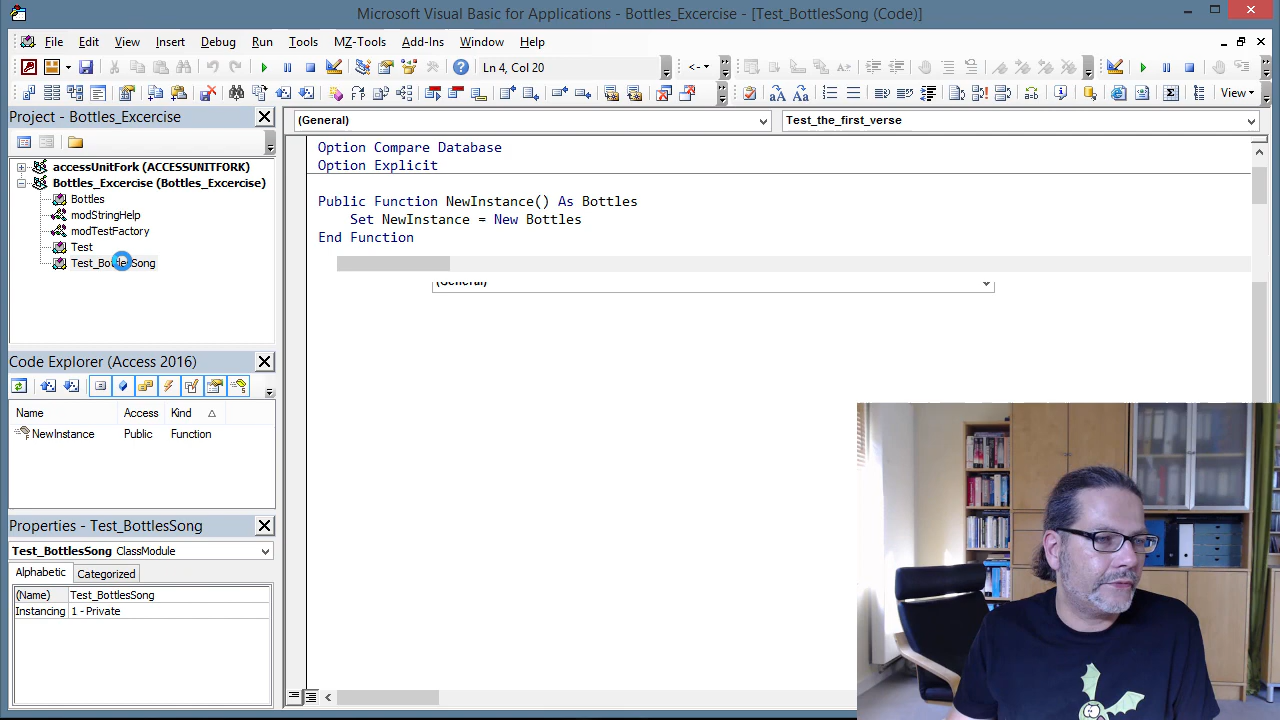 Microsoft Visual Basic for Applications - Bottles_Excercise - [Test_BottlesSong (Code)]
File Edit View Insert Format Debug Run Tools MZ-Tools Add-Ins Window Help
Ln 4, Col 20
<-
View
Project - Bottles_Excercise
(General)
Test_the_first_verse
accessUnitFork (ACCESSUNITFORK)
Bottles_Excercise (Bottles_Excercise)
Bottles
modStringHelp
modTestFactory
Test
Test_BottlesSong
Option Compare Database
Option Explicit
Public Function NewInstance() As Bottles
Set NewInstance = New Bottles
End Function
(General)
Code Explorer (Access 2016)
Name Access Kind
NewInstance Public Function
Properties - Test_BottlesSong
Test_BottlesSong ClassModule
Alphabetic Categorized
(Name) Test_BottlesSong
Instancing 1 - Private